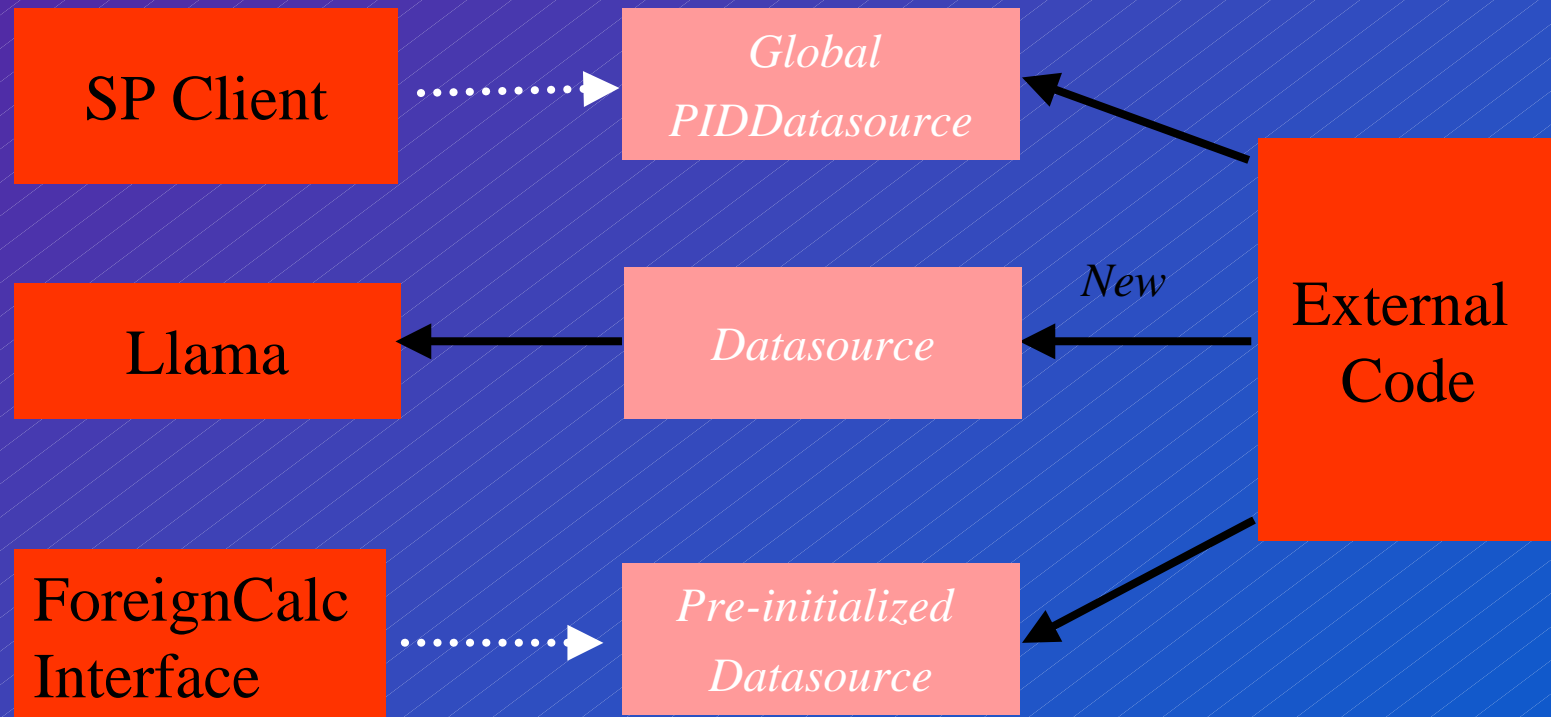 SP Client
Global
PIDDatasource
New
External
Code
Llama
Datasource
ForeignCalc
Interface
Pre-initialized
Datasource